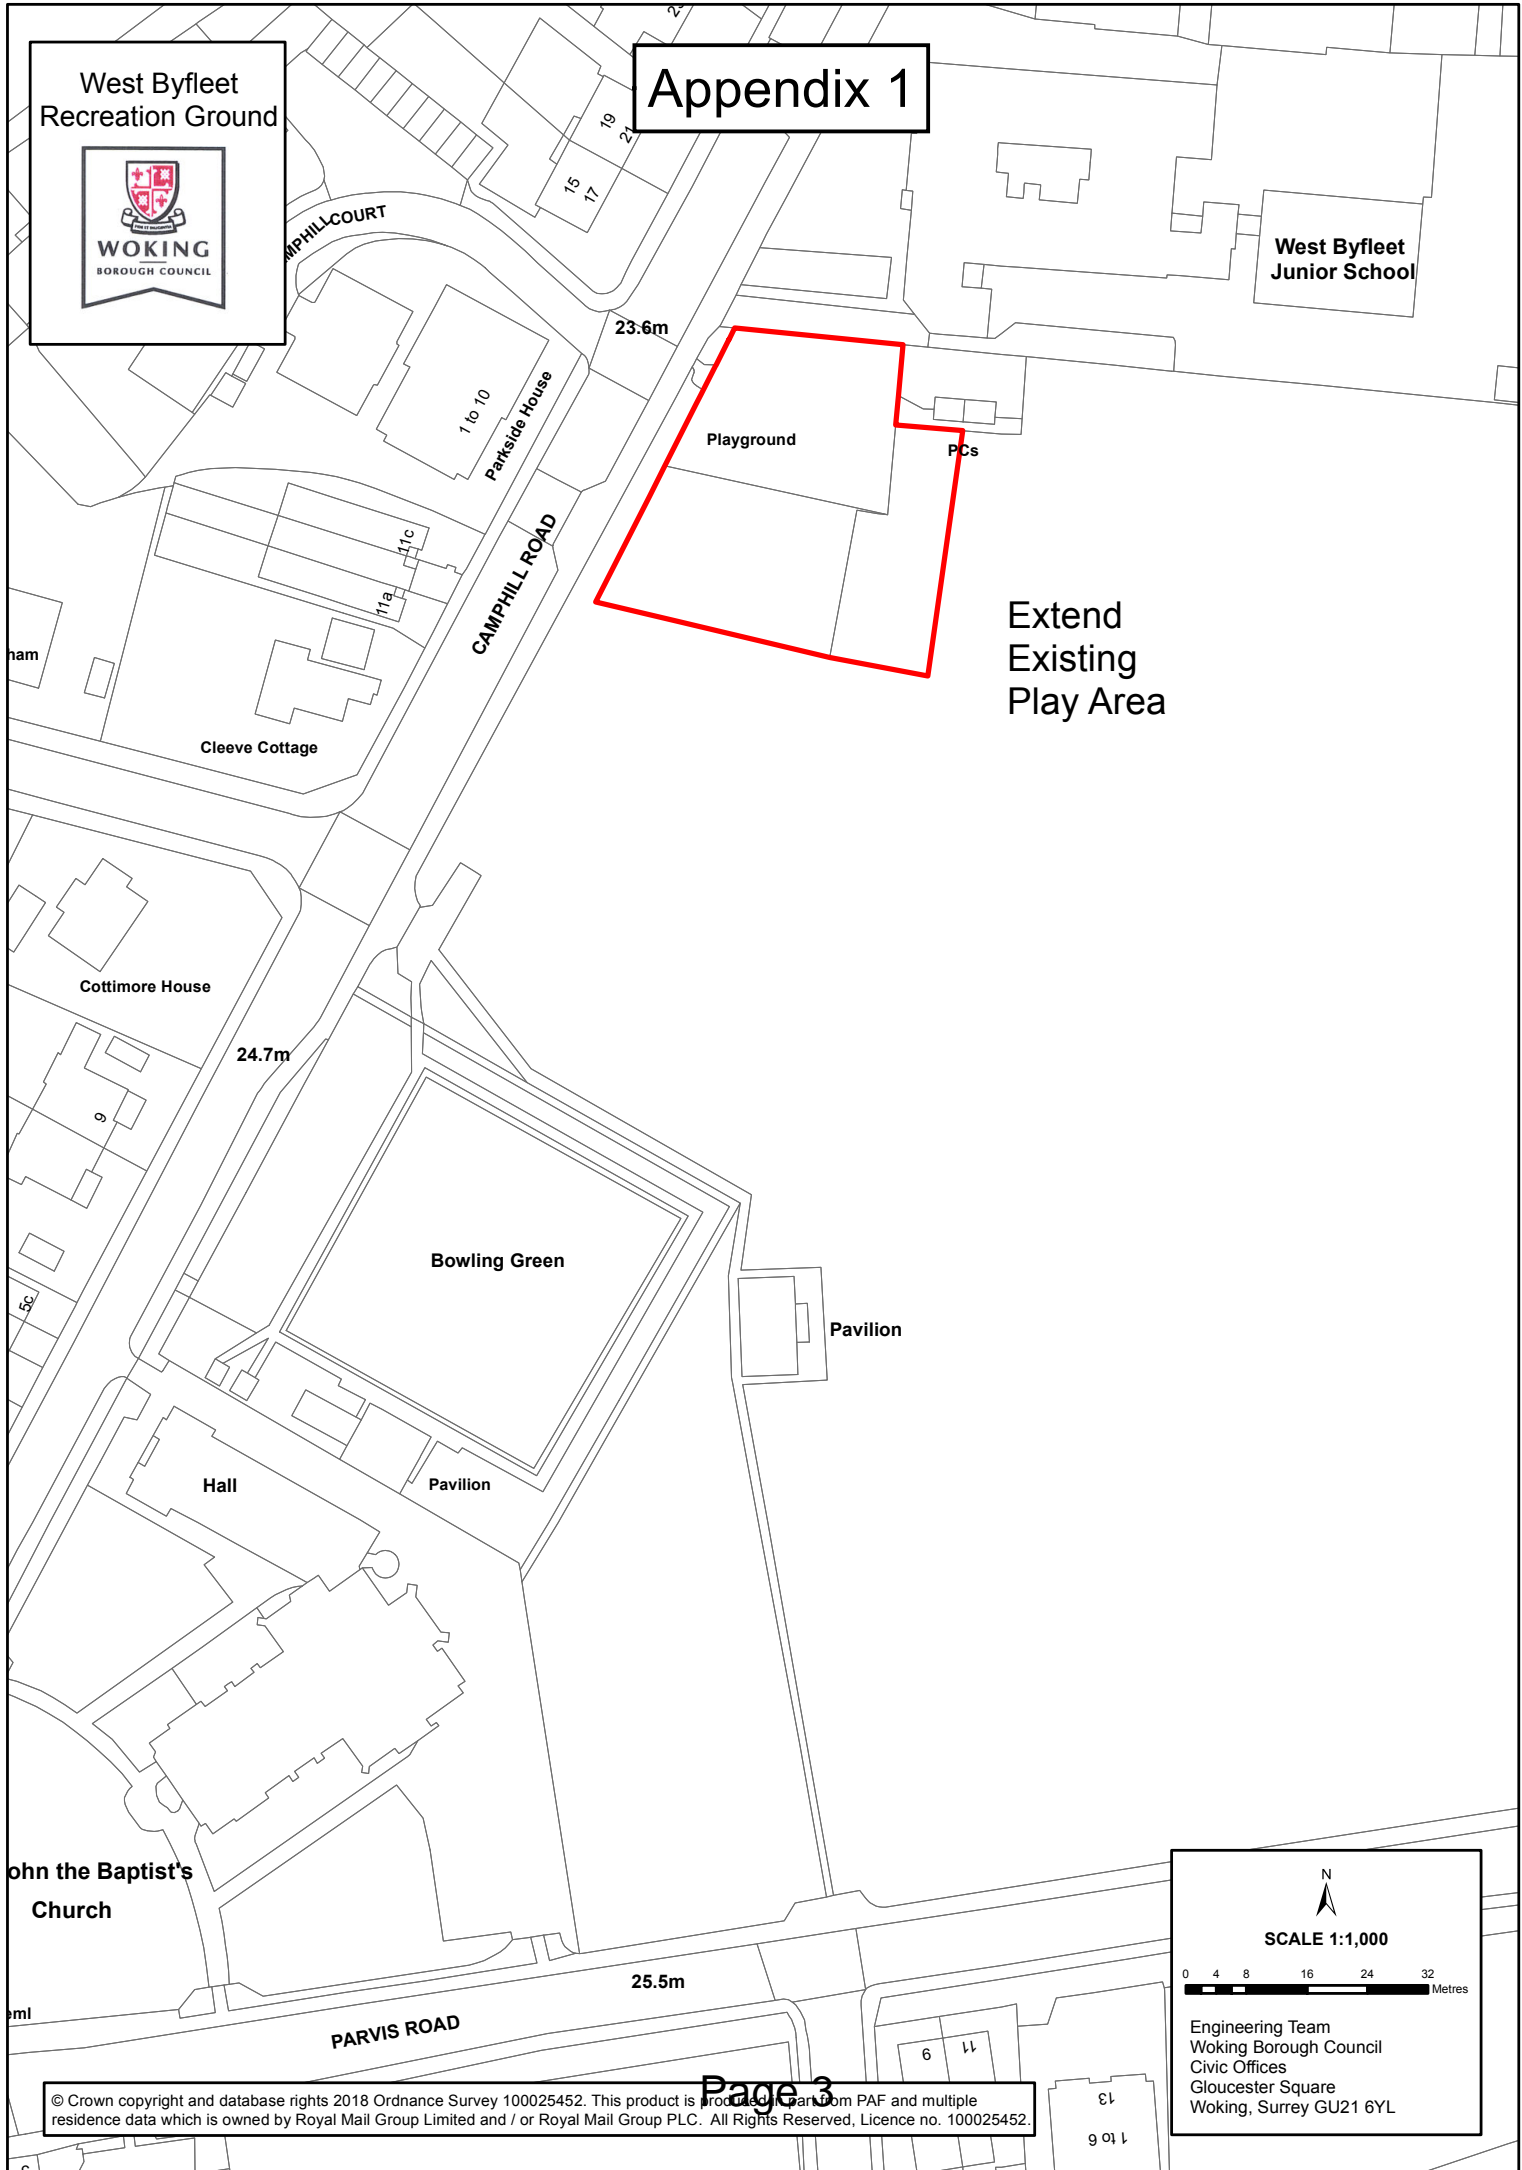 West Byfleet
Recreation Ground
WOKING
BOROUGH COUNCIL
Appendix 1
19
21
15
17
MPHILL COURT
West Byfleet
Junior School
23.6m
1 to 10
Parkside House
Playground
PCs
11c
11a
CAMPHILL ROAD
Extend
Existing
Play Area
ham
Cleeve Cottage
Cottimore House
24.7m
9
Bowling Green
5c
Pavilion
Hall
Pavilion
ohn the Baptist's
Church
N
SCALE 1:1,000
0 4 8 16 24 32
Metres
25.5m
PARVIS ROAD
Engineering Team
Woking Borough Council
Civic Offices
Gloucester Square
Woking, Surrey GU21 6YL
9
11
13
1 to 6
Page 3
© Crown copyright and database rights 2018 Ordnance Survey 100025452. This product is produced in part from PAF and multiple
residence data which is owned by Royal Mail Group Limited and / or Royal Mail Group PLC. All Rights Reserved, Licence no. 100025452.